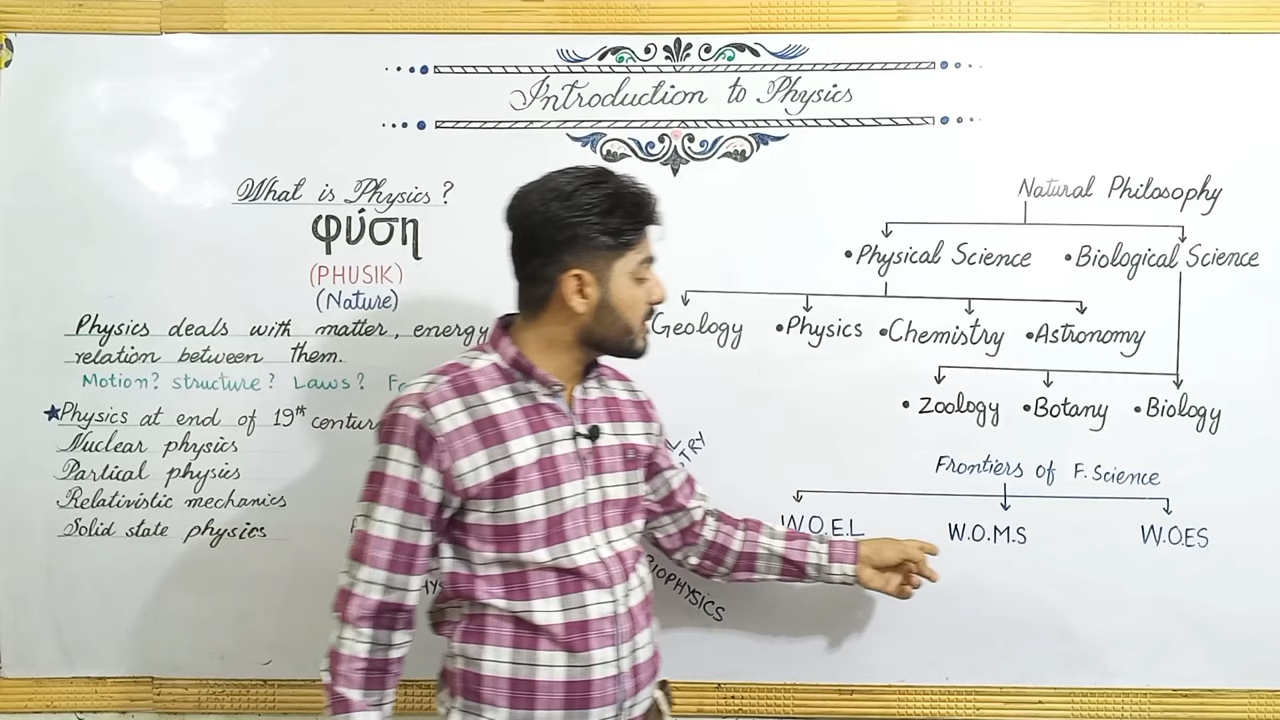 Introduction to Physics
What is Physics?
φύση
(PHUSIK)
(Nature)
Physics deals with matter, energy
relation between them.
Motion? structure? Laws?
★Physics at end of 19th
Nuclear physics
Partical physis
Relativistic mechanics
Solid state physics
BIOPHYSICS
Natural Philosophy
•Physical Science •Biological Science
Geology •Physics •Chemistry •Astronomy
• Zoology •Botany •Biology
Frontiers of F. Science
W.O.E.L W.O.M.S W.O.ES